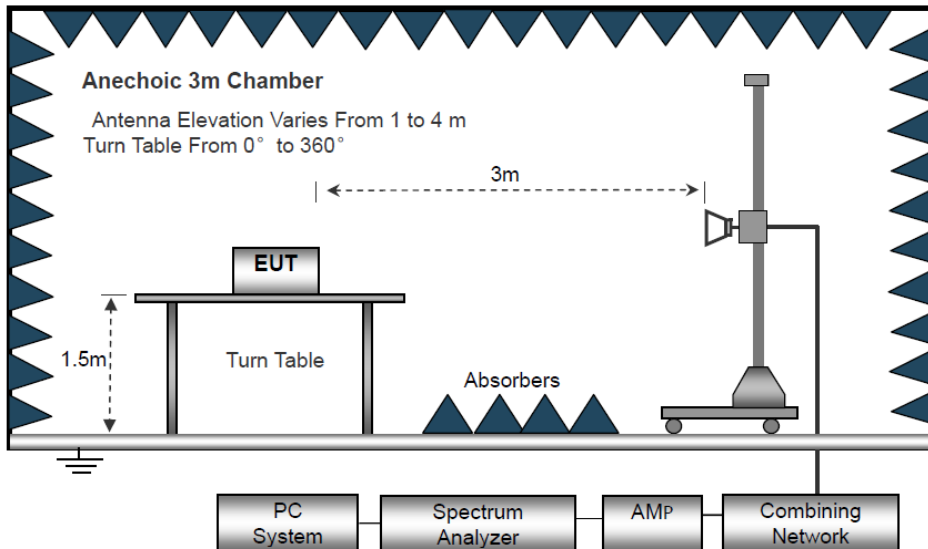 Anechoic 3m Chamber
Antenna Elevation Varies From 1 to 4 m
Turn Table From 0° to 360°
3m
EUT
1.5m
Turn Table
Absorbers
PC
System
Spectrum
Analyzer
AMP
Combining
Network